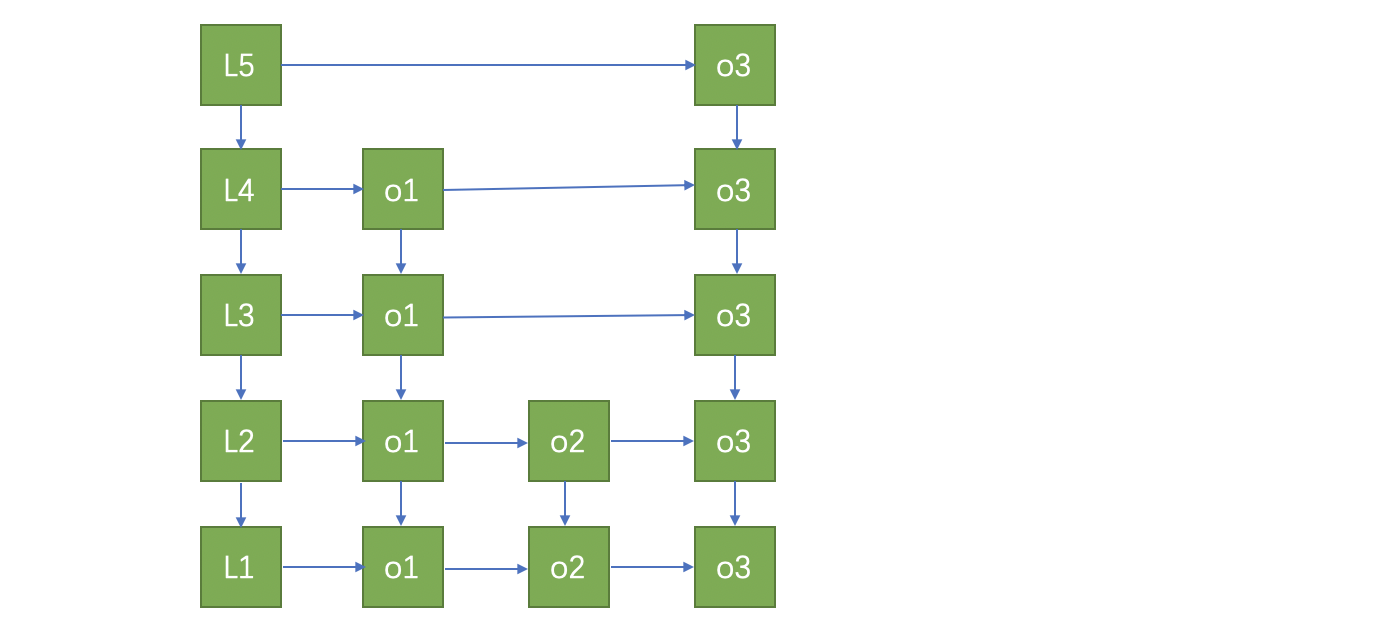 L5 o3
L4 o1 o3
L3 o1 o3
L2 o1 o2 o3
L1 o1 o2 o3